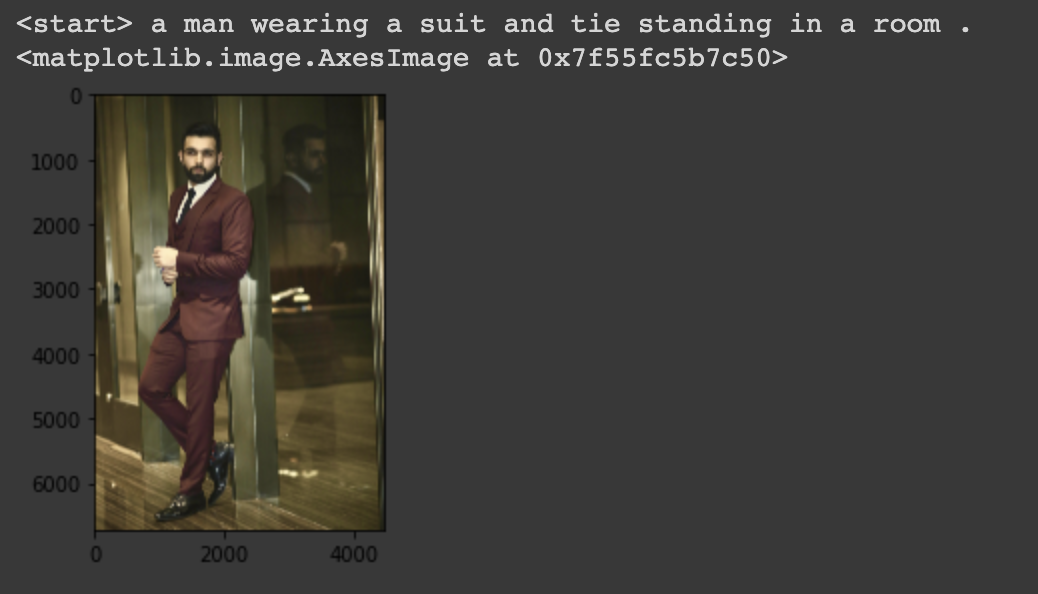 <start> a man wearing a suit and tie standing in a room .
<matplotlib.image.AxesImage at 0x7f55fc5b7c50>
0
1000
2000
3000
4000
5000
6000
0 2000 4000